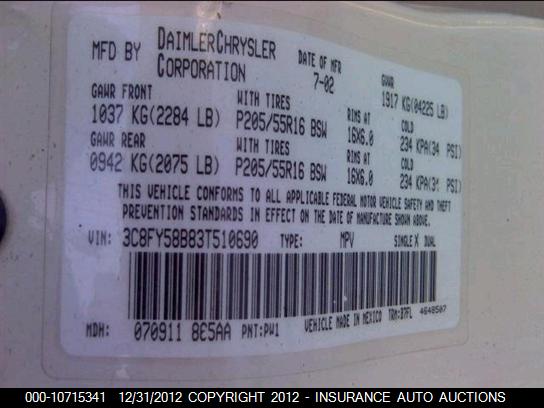 MFD BY DAIMLERCHRYSLER CORPORATION DATE OF MFR 7-02 GVWR 1917 KG(04225 LB)
GAWR FRONT WITH TIRES RIMS AT COLD
1037 KG(2284 LB) P205/55R16 BSW 16X6.0 234 KPA(34 PSI)
GAWR REAR WITH TIRES RIMS AT COLD
0942 KG(2075 LB) P205/55R16 BSW 16X6.0 234 KPA(34 PSI)
THIS VEHICLE CONFORMS TO ALL APPLICABLE FEDERAL MOTOR VEHICLE SAFETY AND THEFT
PREVENTION STANDARDS IN EFFECT ON THE DATE OF MANUFACTURE SHOWN ABOVE.
VIN: 3C8FY58B83T510690 TYPE: MPV SINGLE X DUAL
VEHICLE MADE IN MEXICO TRM:B7FL 4648507
MDH: 070911 PNT:PW1
000-10715341 12/31/2012 COPYRIGHT 2012 - INSURANCE AUTO AUCTIONS